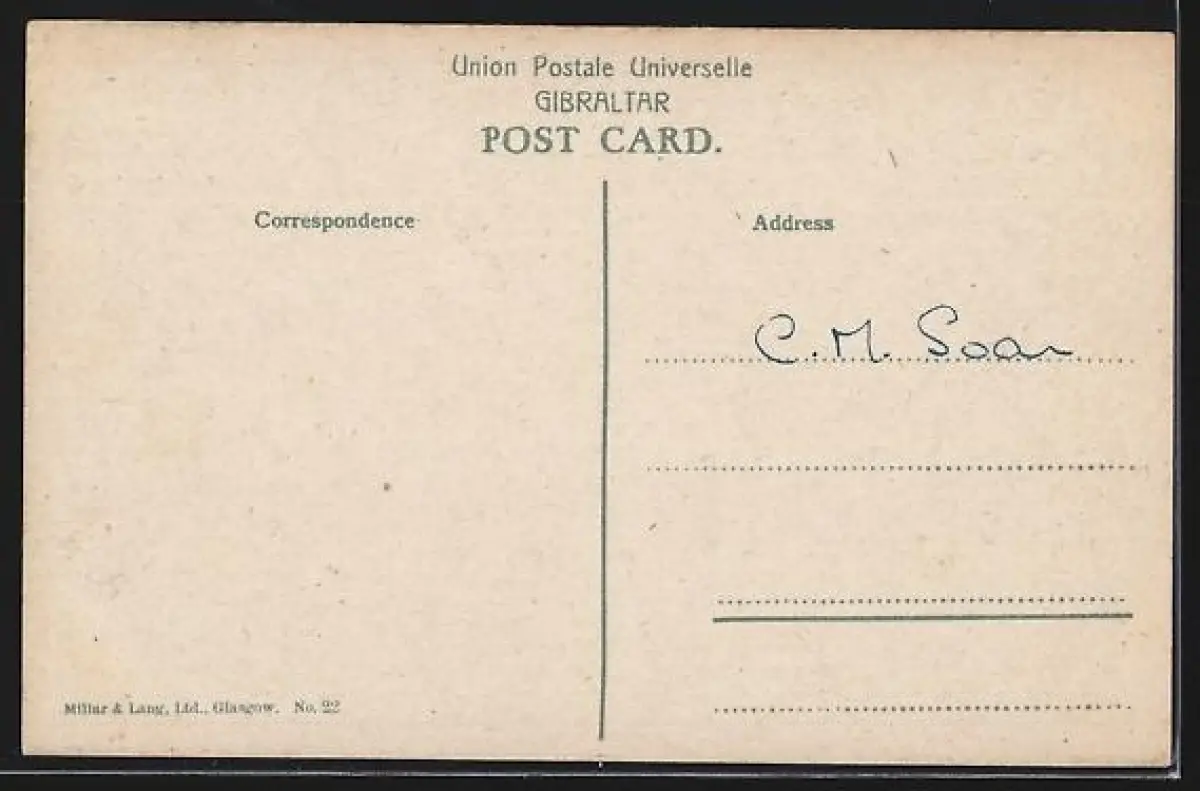 Union Postale Universelle
GIBRALTAR
POST CARD.
Correspondence
Address
C. M. Soar
Millar & Lang, Ltd., Glasgow. No. 22